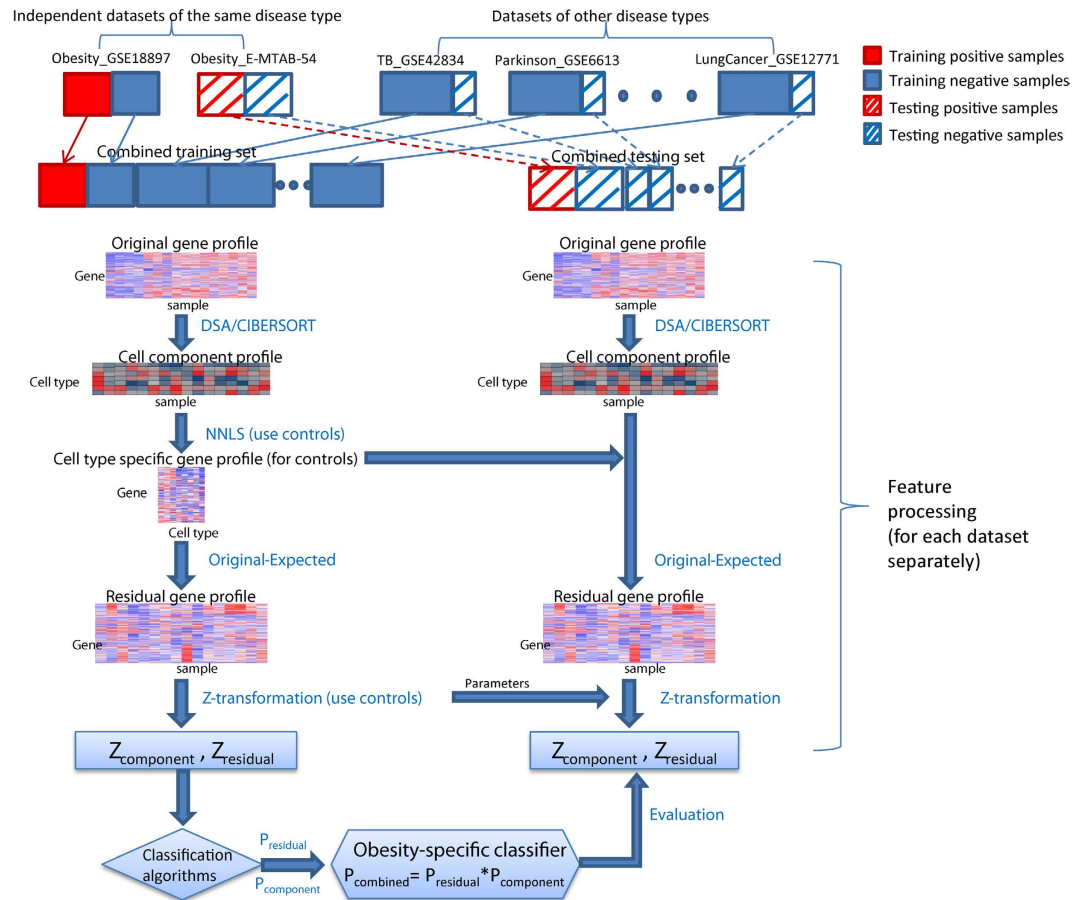 Independent datasets of the same disease type
Datasets of other disease types
Obesity_GSE18897
Obesity_E-MTAB-54
TB_GSE42834
Parkinson_GSE6613
LungCancer_GSE12771
Training positive samples
Training negative samples
Testing positive samples
Testing negative samples
Combined training set
Combined testing set
Original gene profile
Gene
sample
DSA/CIBERSORT
Cell component profile
Cell type
sample
NNLS (use controls)
Cell type specific gene profile (for controls)
Gene
Cell type
Original-Expected
Residual gene profile
Gene
sample
Z-transformation (use controls)
Parameters
Zcomponent , Zresidual
Classification
algorithms
Presidual
Pcomponent
Obesity-specific classifier
Pcombined= Presidual*Pcomponent
Original gene profile
Gene
sample
DSA/CIBERSORT
Cell component profile
Cell type
sample
Original-Expected
Residual gene profile
Gene
sample
Z-transformation
Zcomponent , Zresidual
Evaluation
Feature
processing
(for each dataset
separately)